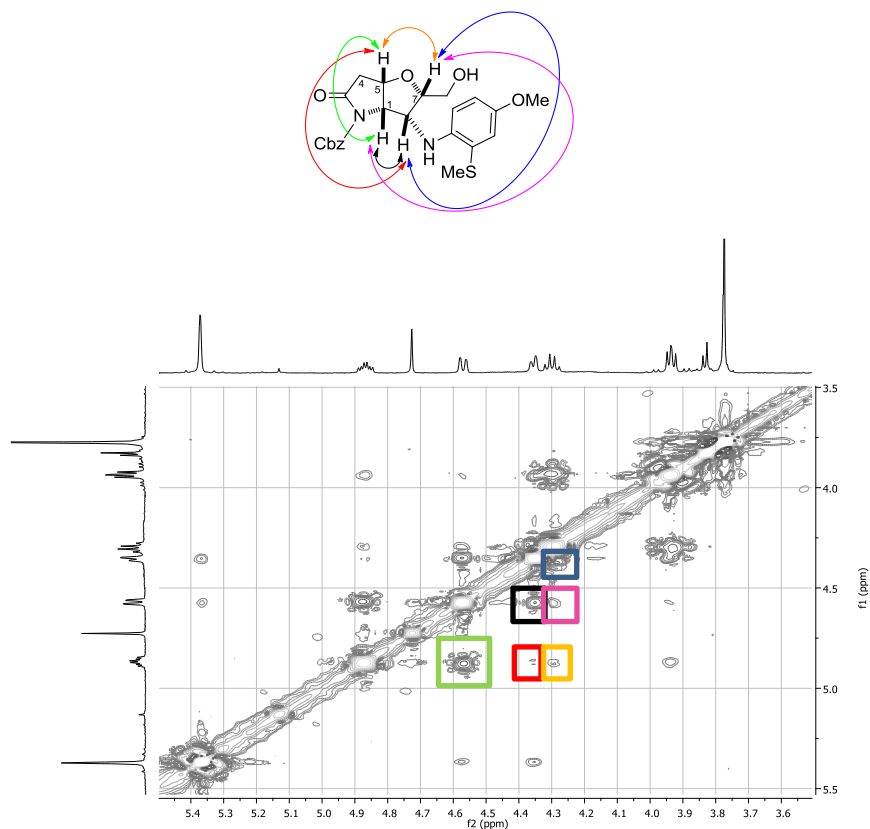 H
H
4
5
O
7
OH
O
N
1
H
H
N
H
OMe
Cbz
MeS
3.5
4.0
4.5
5.0
5.5
f1 (ppm)
5.4 5.3 5.2 5.1 5.0 4.9 4.8 4.7 4.6 4.5 4.4 4.3 4.2 4.1 4.0 3.9 3.8 3.7 3.6
f2 (ppm)